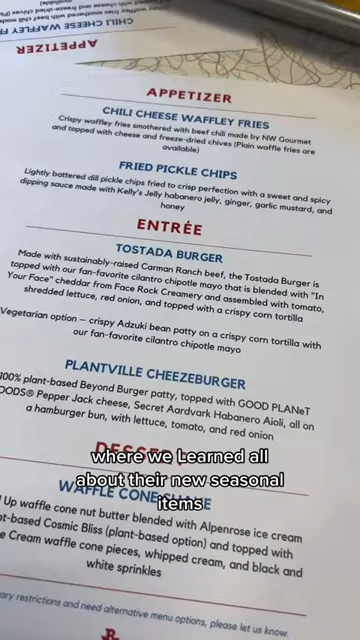 CHILI CHEESE WAFFLEY
APPETIZER
APPETIZER
CHILI CHEESE WAFFLEY FRIES
Crispy waffley fries smothered with beef chili made by NW Gourmet
and topped with cheese and freeze-dried chives (Plain waffle fries are
available)
FRIED PICKLE CHIPS
Lightly battered dill pickle chips fried to crisp perfection with a sweet and spicy
dipping sauce made with Kelly's Jelly habanero jelly, ginger, garlic mustard, and
honey
ENTRÉE
TOSTADA BURGER
Made with sustainably-raised Carman Ranch beef, the Tostada Burger is
topped with our fan-favorite cilantro chipotle mayo that is blended with "In
Your Face" cheddar from Face Rock Creamery and assembled with tomato,
shredded lettuce, red onion, and topped with a crispy corn tortilla
Vegetarian option – crispy Adzuki bean patty on a crispy corn tortilla with
our fan-favorite cilantro chipotle mayo
PLANTVILLE CHEEZEBURGER
100% plant-based Beyond Burger patty, topped with GOOD PLANeT
OODS® Pepper Jack cheese, Secret Aardvark Habanero Aioli, all on
a hamburger bun, with lettuce, tomato, and red onion
where we learned all
about their new seasonal
items
WAFFLE CONE
Up waffle cone nut butter blended with Alpenrose ice cream
nt-based Cosmic Bliss (plant-based option) and topped with
e Cream waffle cone pieces, whipped cream, and black and
white sprinkles
ary restrictions and need alternative menu options, please let us know.